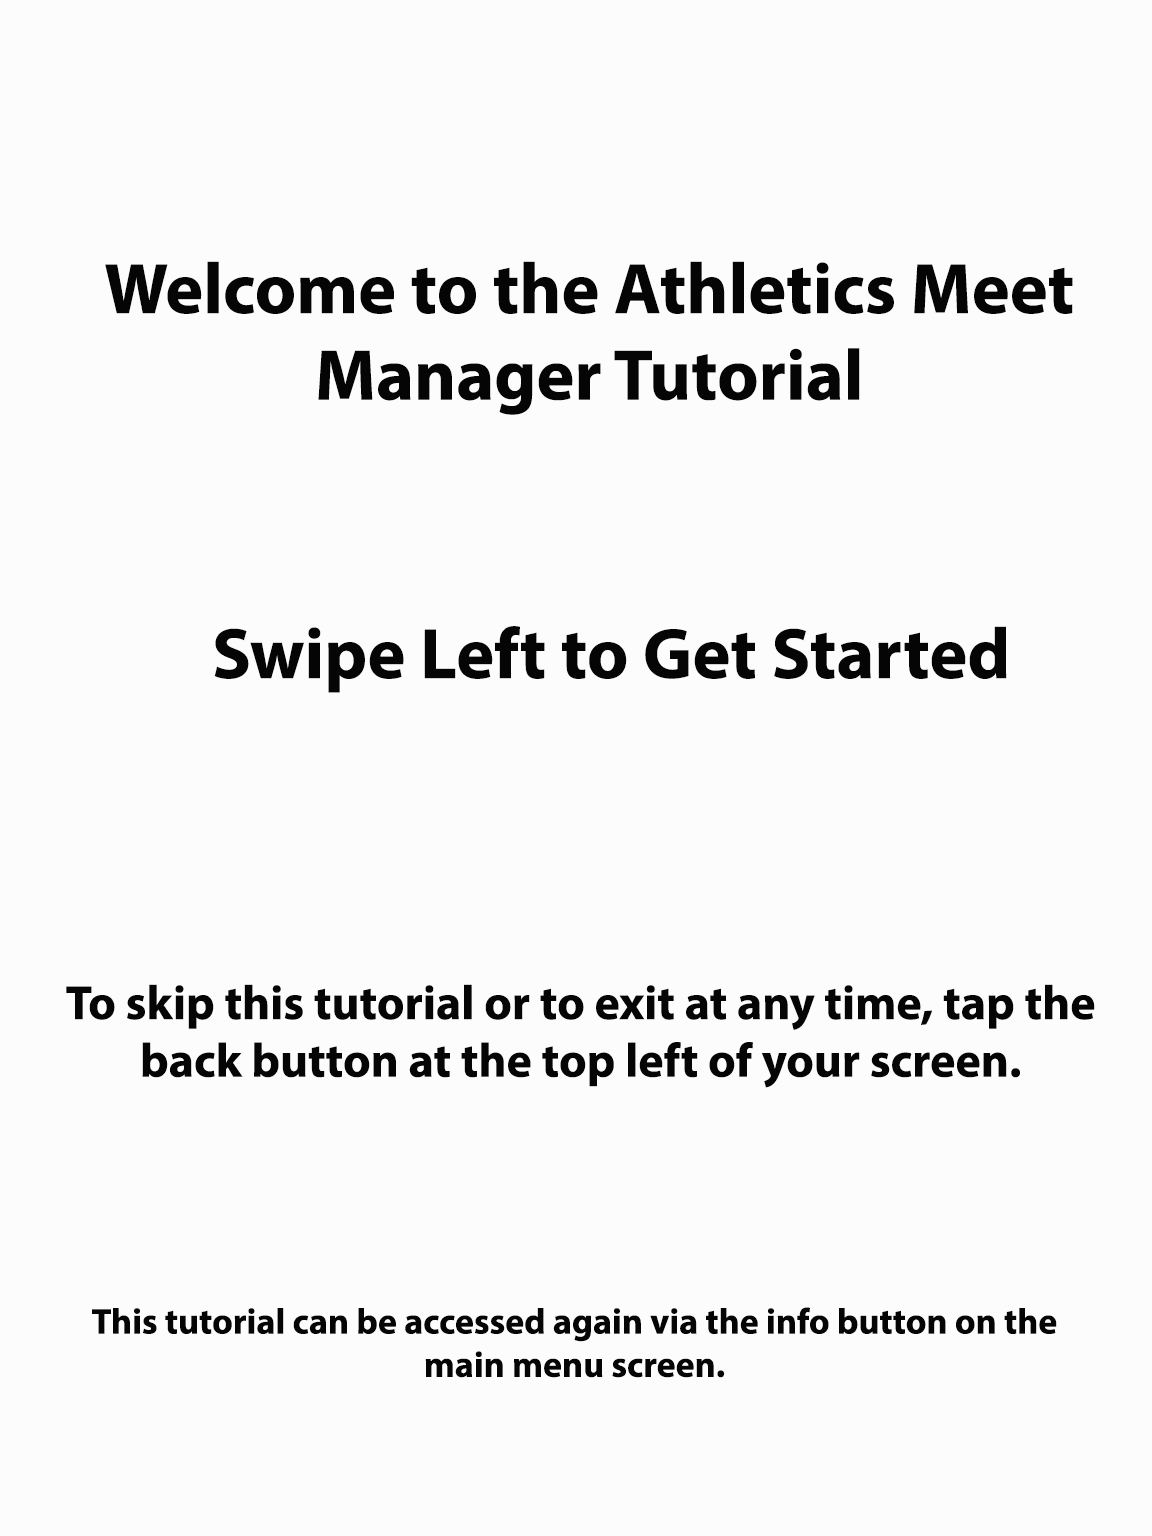 Welcome to the Athletics Meet
Manager Tutorial
Swipe Left to Get Started
To skip this tutorial or to exit at any time, tap the
back button at the top left of your screen.
This tutorial can be accessed again via the info button on the
main menu screen.